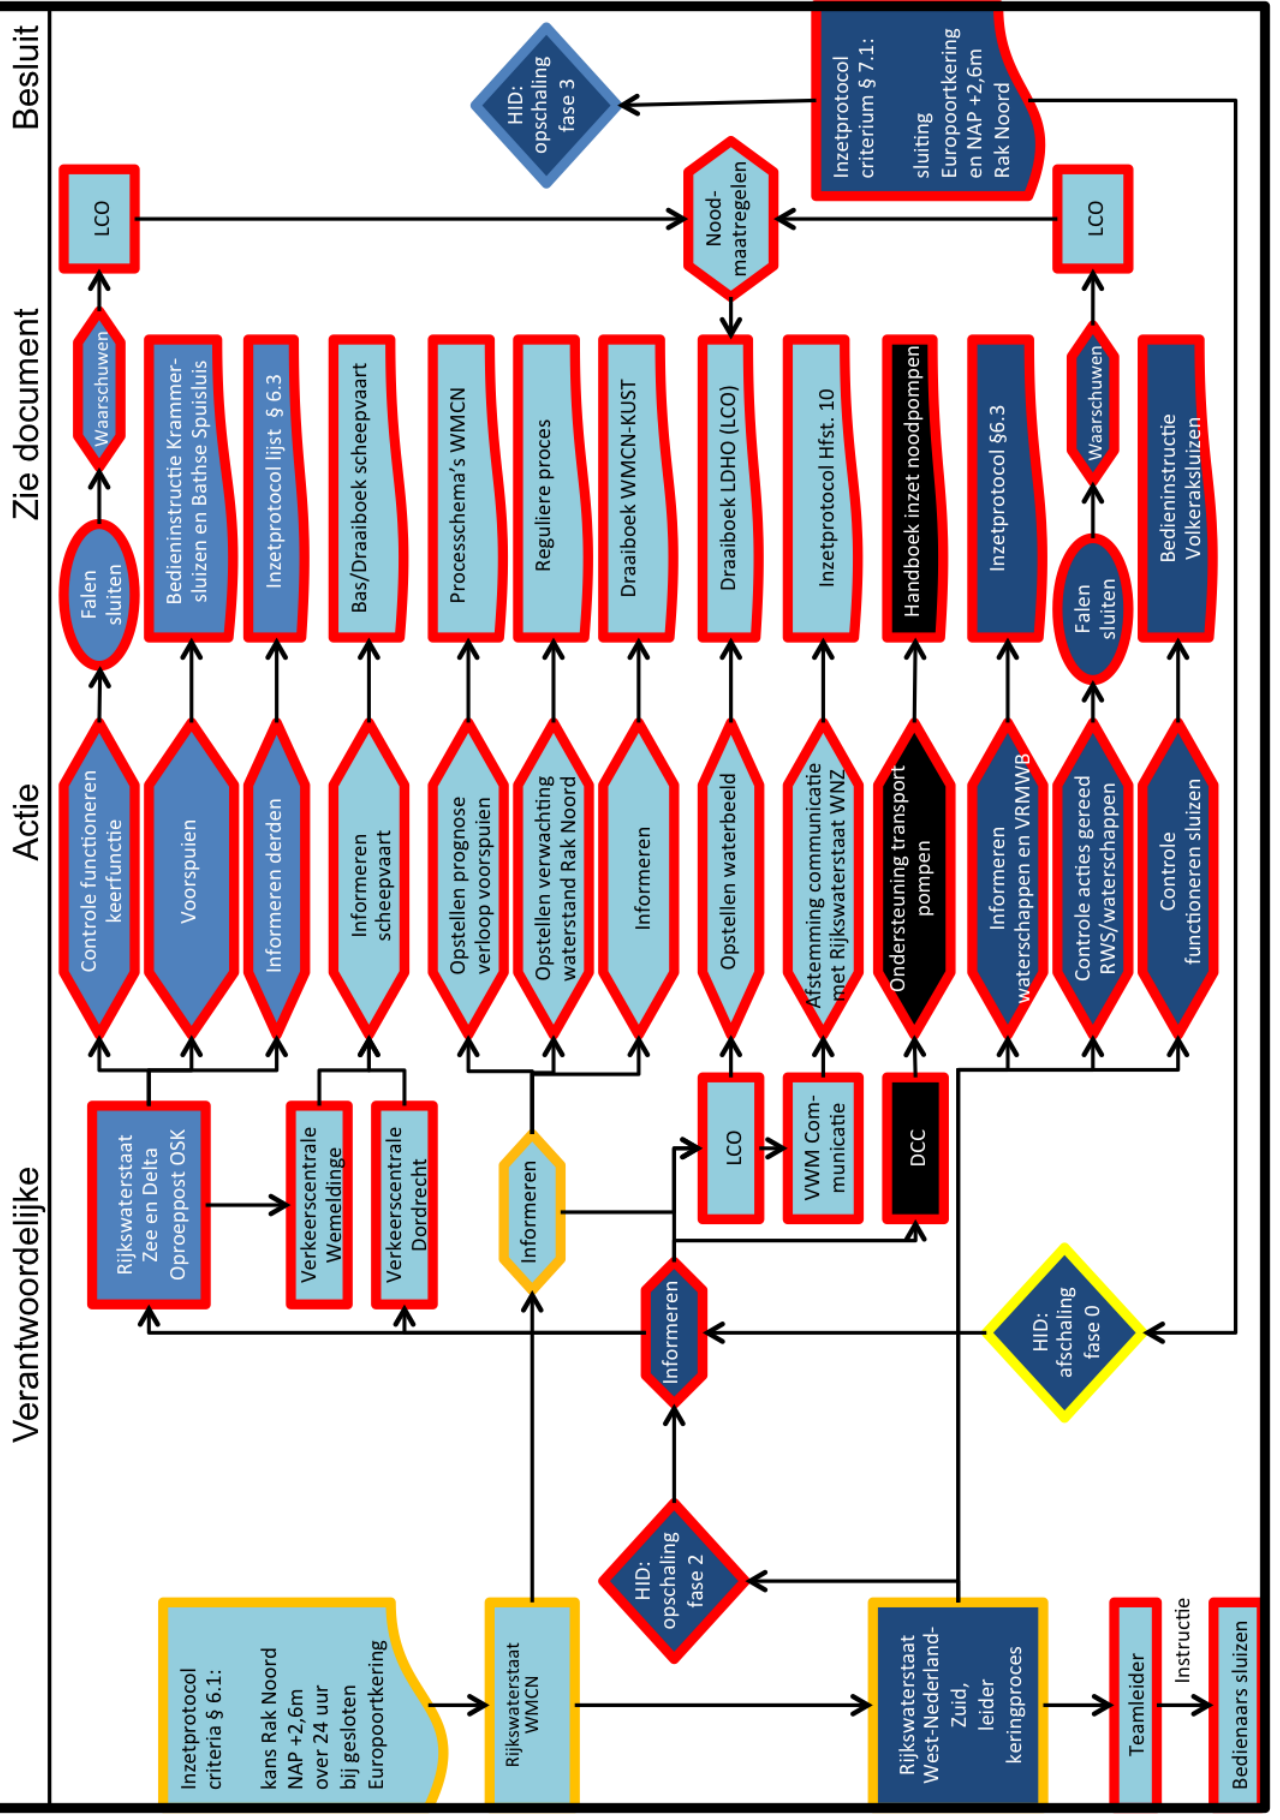 Verantwoordelijke
Actie
Zie document
Besluit
Inzetprotocol
criteria § 6.1:
kans Rak Noord
NAP +2,6m
over 24 uur
bij gesloten
Europoortkering
Rijkswaterstaat
WMCN
Rijkswaterstaat
West-Nederland-
Zuid,
leider
keringproces
Teamleider
Instructie
Bedienaars sluizen
HID:
opschaling
fase 2
Informeren
HID:
afschaling
fase 0
Rijkswaterstaat
Zee en Delta
Oproeppost OSK
Verkeerscentrale
Wemeldinge
Verkeerscentrale
Dordrecht
Informeren
LCO
VWM Com-
municatie
DCC
Controle functioneren
keerfunctie
Voorspuien
Informeren derden
Informeren
scheepvaart
Opstellen prognose
verloop voorspuien
Opstellen verwachting
waterstand Rak Noord
Informeren
Opstellen waterbeeld
Afstemming communicatie
met Rijkswaterstaat WNZ
Ondersteuning transport
pompen
Informeren
waterschappen en VRMWB
Controle acties gereed
RWS/waterschappen
Controle
functioneren sluizen
Falen
sluiten
Waarschuwen
LCO
Bedieninstructie Krammer-
sluizen en Bathse Spuisluis
Inzetprotocol lijst § 6.3
Bas/Draaiboek scheepvaart
Processchema's WMCN
Reguliere proces
Draaiboek WMCN-KUST
Draaiboek LDHO (LCO)
Inzetprotocol Hfst. 10
Handboek inzet noodpompen
Inzetprotocol §6.3
Falen
sluiten
Waarschuwen
LCO
Bedieninstructie
Volkeraksluizen
Nood-
maatregelen
HID:
opschaling
fase 3
Inzetprotocol
criterium § 7.1:
sluiting
Europoortkering
en NAP +2,6m
Rak Noord